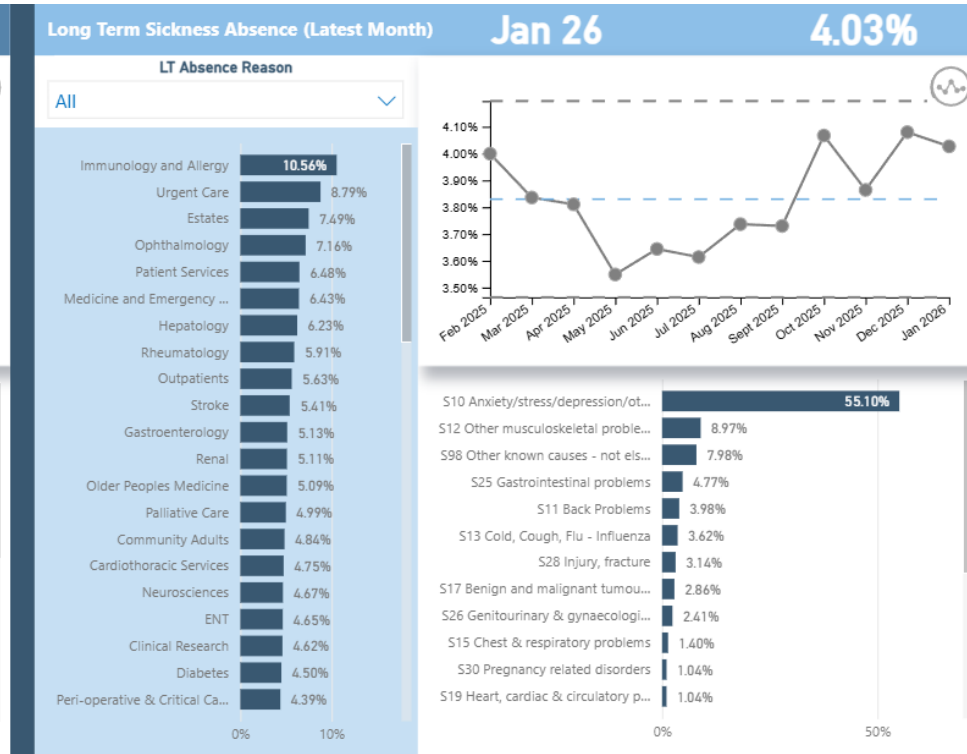 Long Term Sickness Absence (Latest Month) Jan 26 4.03%
LT Absence Reason
All
Immunology and Allergy 10.56%
Urgent Care 8.79%
Estates 7.49%
Ophthalmology 7.16%
Patient Services 6.48%
Medicine and Emergency ... 6.43%
Hepatology 6.23%
Rheumatology 5.91%
Outpatients 5.63%
Stroke 5.41%
Gastroenterology 5.13%
Renal 5.11%
Older Peoples Medicine 5.09%
Palliative Care 4.99%
Community Adults 4.84%
Cardiothoracic Services 4.75%
Neurosciences 4.67%
ENT 4.65%
Clinical Research 4.62%
Diabetes 4.50%
Peri-operative & Critical Ca... 4.39%
0% 10%
4.10%
4.00%
3.90%
3.80%
3.70%
3.60%
3.50%
Feb 2025 Mar 2025 Apr 2025 May 2025 Jun 2025 Jul 2025 Aug 2025 Sept 2025 Oct 2025 Nov 2025 Dec 2025 Jan 2026
S10 Anxiety/stress/depression/ot... 55.10%
S12 Other musculoskeletal proble... 8.97%
S98 Other known causes - not els... 7.98%
S25 Gastrointestinal problems 4.77%
S11 Back Problems 3.98%
S13 Cold, Cough, Flu - Influenza 3.62%
S28 Injury, fracture 3.14%
S17 Benign and malignant tumou... 2.86%
S26 Genitourinary & gynaecologi... 2.41%
S15 Chest & respiratory problems 1.40%
S30 Pregnancy related disorders 1.04%
S19 Heart, cardiac & circulatory p... 1.04%
0% 50%